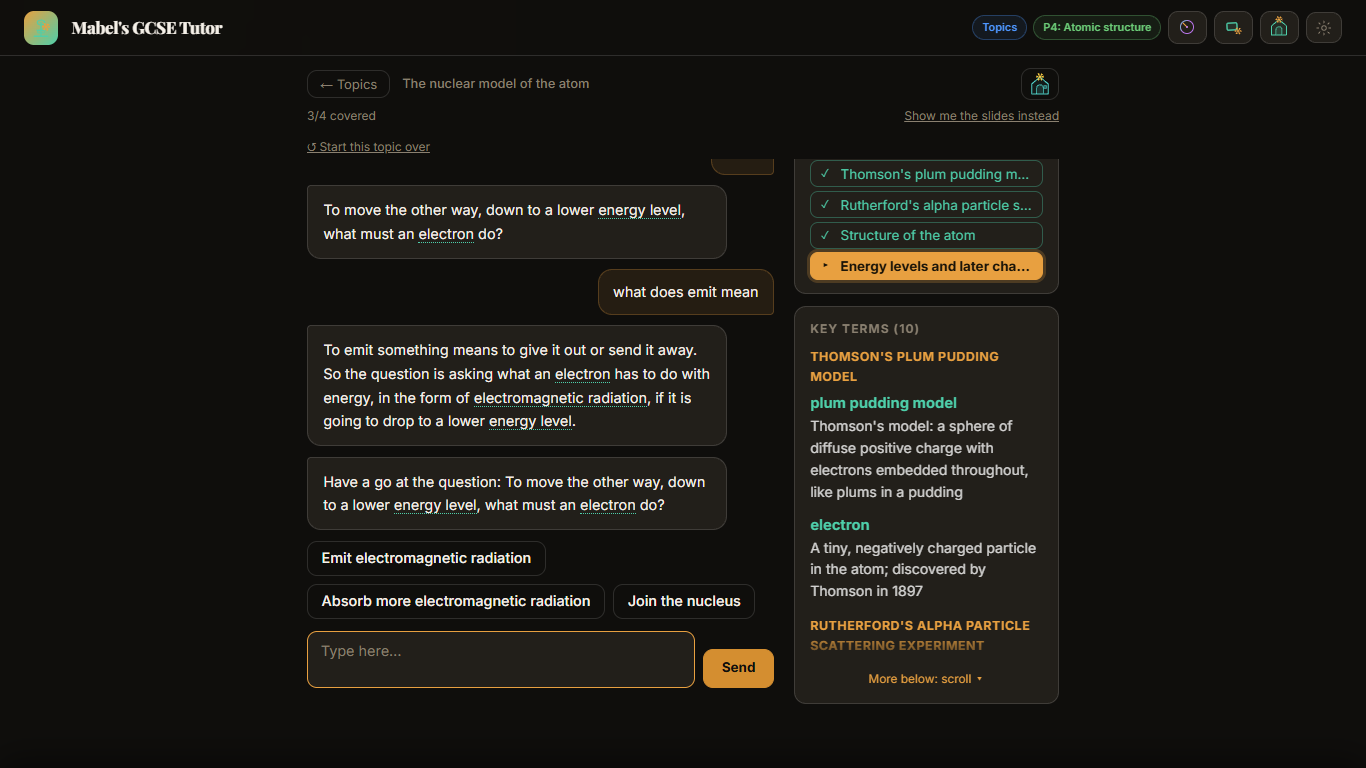 Mabel's GCSE Tutor
Topics
P4: Atomic structure
← Topics
The nuclear model of the atom
3/4 covered
Show me the slides instead
↺ Start this topic over
To move the other way, down to a lower energy level,
what must an electron do?
what does emit mean
To emit something means to give it out or send it away.
So the question is asking what an electron has to do with
energy, in the form of electromagnetic radiation, if it is
going to drop to a lower energy level.
Have a go at the question: To move the other way, down
to a lower energy level, what must an electron do?
Emit electromagnetic radiation
Absorb more electromagnetic radiation
Join the nucleus
Type here...
Send
✓ Thomson's plum pudding m...
✓ Rutherford's alpha particle s...
✓ Structure of the atom
▸ Energy levels and later cha...
KEY TERMS (10)
THOMSON'S PLUM PUDDING
MODEL
plum pudding model
Thomson's model: a sphere of
diffuse positive charge with
electrons embedded throughout,
like plums in a pudding
electron
A tiny, negatively charged particle
in the atom; discovered by
Thomson in 1897
RUTHERFORD'S ALPHA PARTICLE
SCATTERING EXPERIMENT
More below: scroll ▾